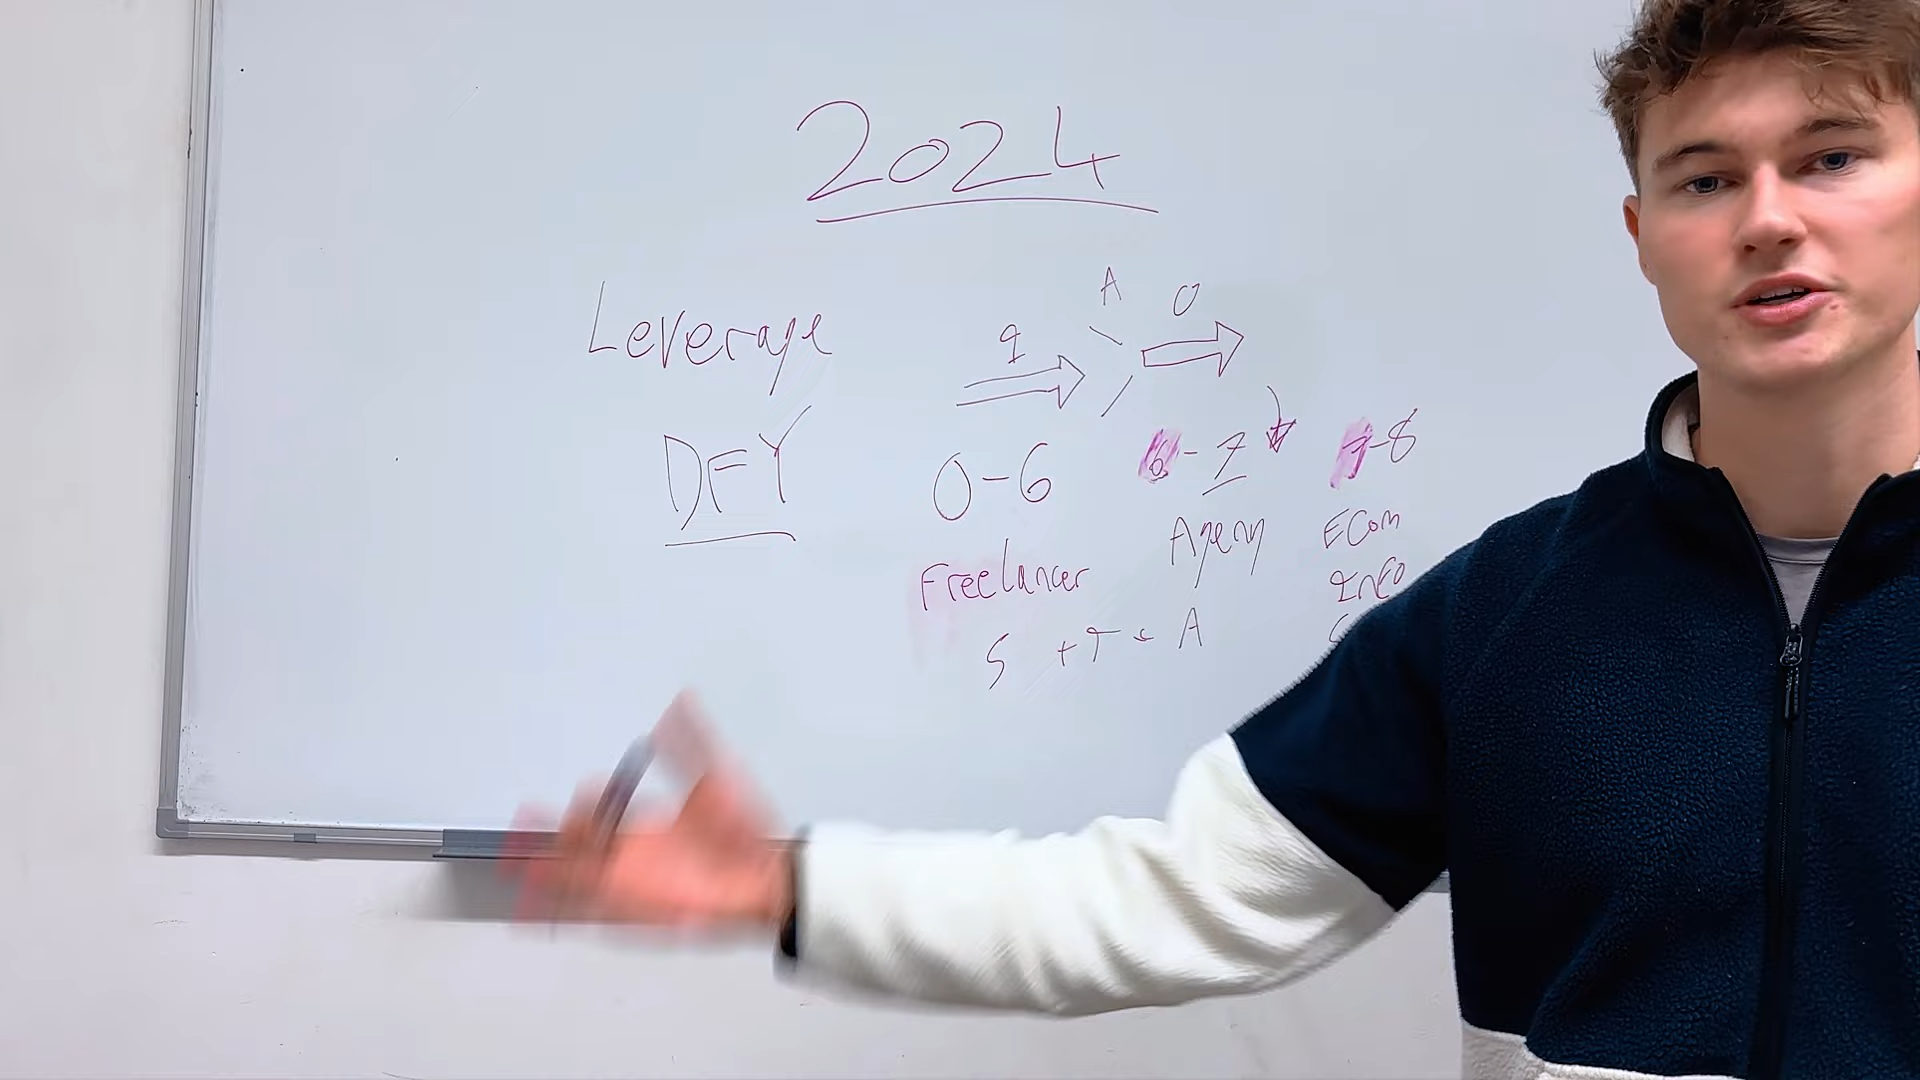 2024
Leverage
A
O
DFY
0-6
6-7
7-8
Freelancer
Agency
ECom
Info
S + T = A